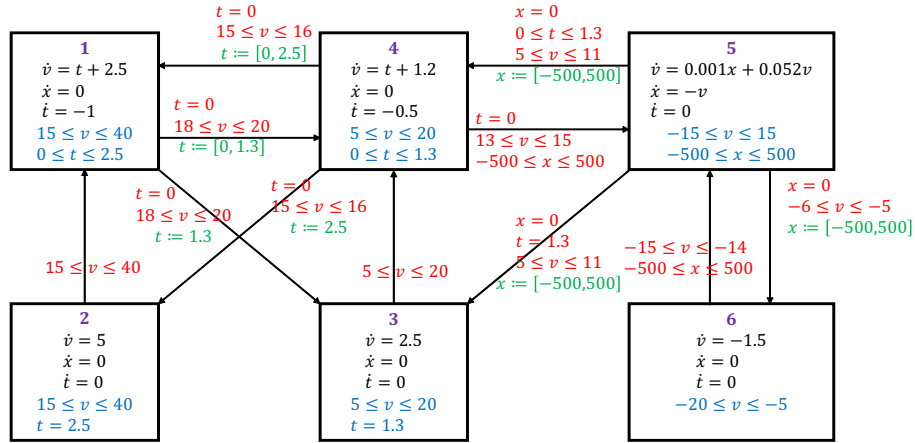 t = 0
15 ≤ v ≤ 16
t ≔ [0, 2.5]
x = 0
0 ≤ t ≤ 1.3
5 ≤ v ≤ 11
x ≔ [−500,500]
1
v̇ = t + 2.5
ẋ = 0
ṫ = −1
15 ≤ v ≤ 40
0 ≤ t ≤ 2.5
t = 0
18 ≤ v ≤ 20
t ≔ [0, 1.3]
4
v̇ = t + 1.2
ẋ = 0
ṫ = −0.5
5 ≤ v ≤ 20
0 ≤ t ≤ 1.3
t = 0
13 ≤ v ≤ 15
−500 ≤ x ≤ 500
5
v̇ = 0.001x + 0.052v
ẋ = −v
ṫ = 0
−15 ≤ v ≤ 15
−500 ≤ x ≤ 500
t = 0
18 ≤ v ≤ 20
t ≔ 1.3
t = 0
15 ≤ v ≤ 16
t ≔ 2.5
x = 0
t = 1.3
5 ≤ v ≤ 11
x ≔ [−500,500]
x = 0
−6 ≤ v ≤ −5
x ≔ [−500,500]
15 ≤ v ≤ 40
5 ≤ v ≤ 20
−15 ≤ v ≤ −14
−500 ≤ x ≤ 500
2
v̇ = 5
ẋ = 0
ṫ = 0
15 ≤ v ≤ 40
t = 2.5
3
v̇ = 2.5
ẋ = 0
ṫ = 0
5 ≤ v ≤ 20
t = 1.3
6
v̇ = −1.5
ẋ = 0
ṫ = 0
−20 ≤ v ≤ −5